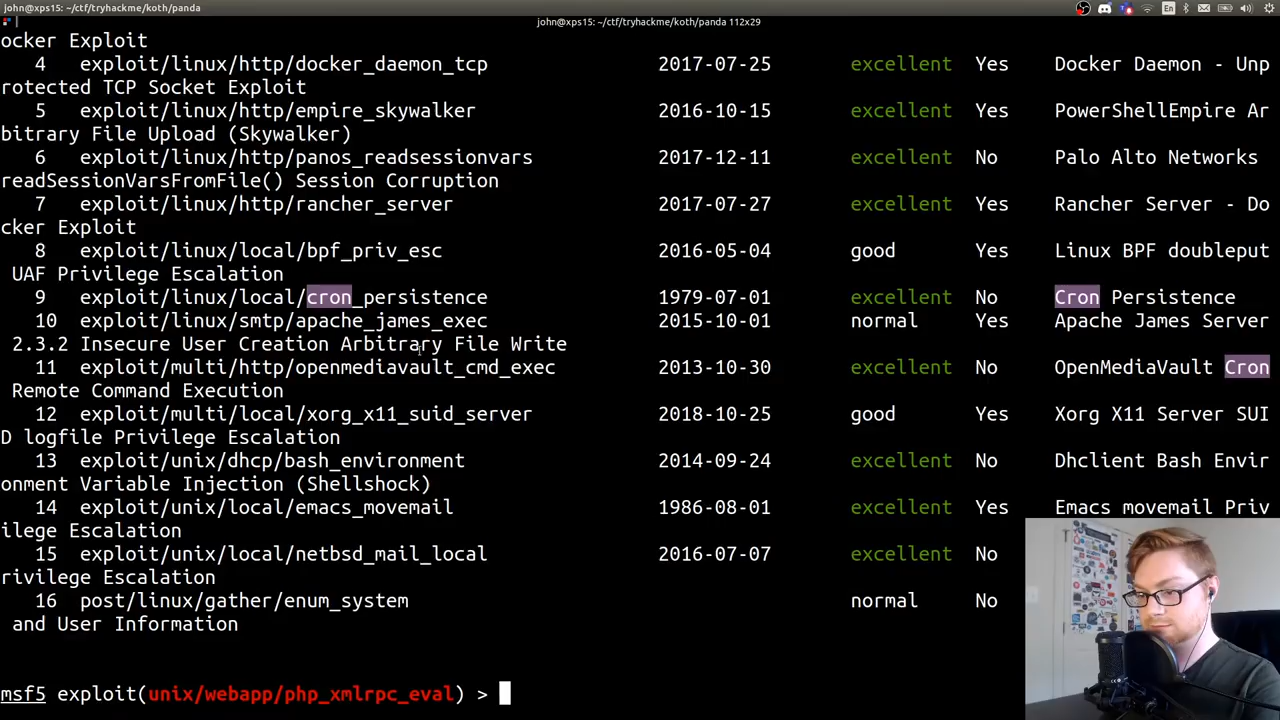 john@xps15: ~/ctf/tryhackme/koth/panda
En
john@xps15: ~/ctf/tryhackme/koth/panda 112x29
ocker Exploit
4 exploit/linux/http/docker_daemon_tcp 2017-07-25 excellent Yes Docker Daemon - Unp
rotected TCP Socket Exploit
5 exploit/linux/http/empire_skywalker 2016-10-15 excellent Yes PowerShellEmpire Ar
bitrary File Upload (Skywalker)
6 exploit/linux/http/panos_readsessionvars 2017-12-11 excellent No Palo Alto Networks
readSessionVarsFromFile() Session Corruption
7 exploit/linux/http/rancher_server 2017-07-27 excellent Yes Rancher Server - Do
cker Exploit
8 exploit/linux/local/bpf_priv_esc 2016-05-04 good Yes Linux BPF doubleput
UAF Privilege Escalation
9 exploit/linux/local/cron_persistence 1979-07-01 excellent No Cron Persistence
10 exploit/linux/smtp/apache_james_exec 2015-10-01 normal Yes Apache James Server
2.3.2 Insecure User Creation Arbitrary File Write
11 exploit/multi/http/openmediavault_cmd_exec 2013-10-30 excellent No OpenMediaVault Cron
Remote Command Execution
12 exploit/multi/local/xorg_x11_suid_server 2018-10-25 good Yes Xorg X11 Server SUI
D logfile Privilege Escalation
13 exploit/unix/dhcp/bash_environment 2014-09-24 excellent No Dhclient Bash Envir
onment Variable Injection (Shellshock)
14 exploit/unix/local/emacs_movemail 1986-08-01 excellent Yes Emacs movemail Priv
ilege Escalation
15 exploit/unix/local/netbsd_mail_local 2016-07-07 excellent No
rivilege Escalation
16 post/linux/gather/enum_system normal No
and User Information
msf5 exploit(unix/webapp/php_xmlrpc_eval) >